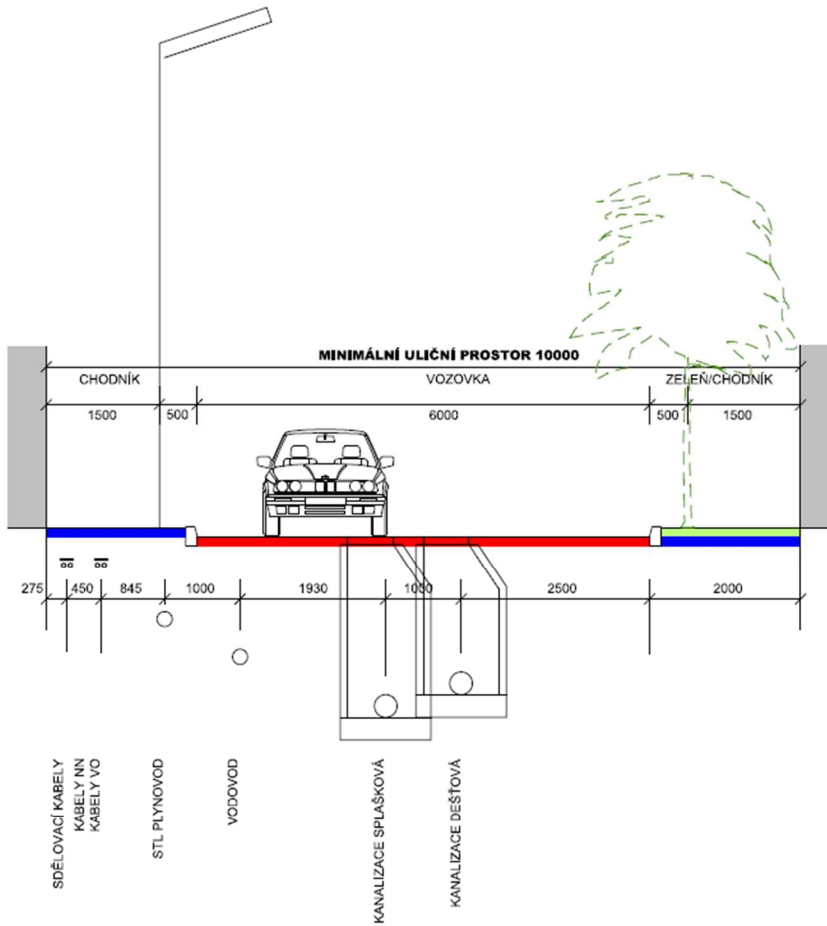 MINIMÁLNÍ ULIČNÍ PROSTOR 10000
CHODNÍK VOZOVKA ZELEŇ/CHODNÍK
1500 500 6000 500 1500
275 450 845 1000 1930 1000 2500 2000
SDĚLOVACÍ KABELY
KABELY NN
KABELY VO
STL PLYNOVOD
VODOVOD
KANALIZACE SPLAŠKOVÁ
KANALIZACE DEŠŤOVÁ